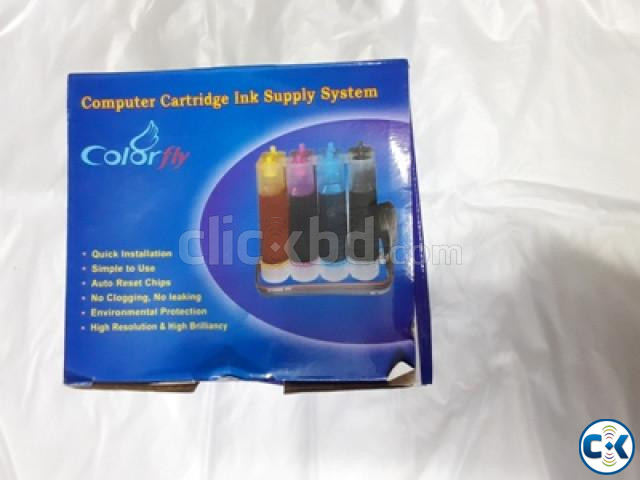 Computer Cartridge Ink Supply System
Colorfly
clickbd.com
• Quick Installation
• Simple to Use
• Auto Reset Chips
• No Clogging, No leaking
• Environmental Protection
• High Resolution & High Brilliancy
CK